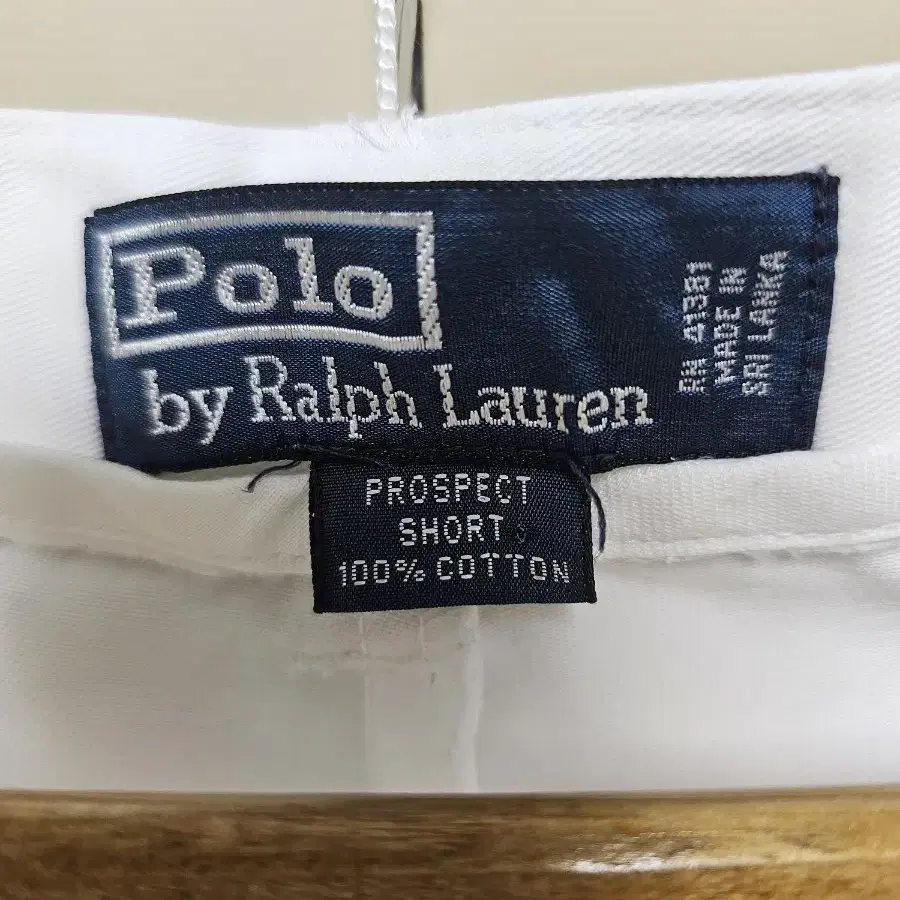 Polo
by Ralph Lauren
RN 41381
MADE IN
SRI LANKA
PROSPECT
SHORT
100% COTTON